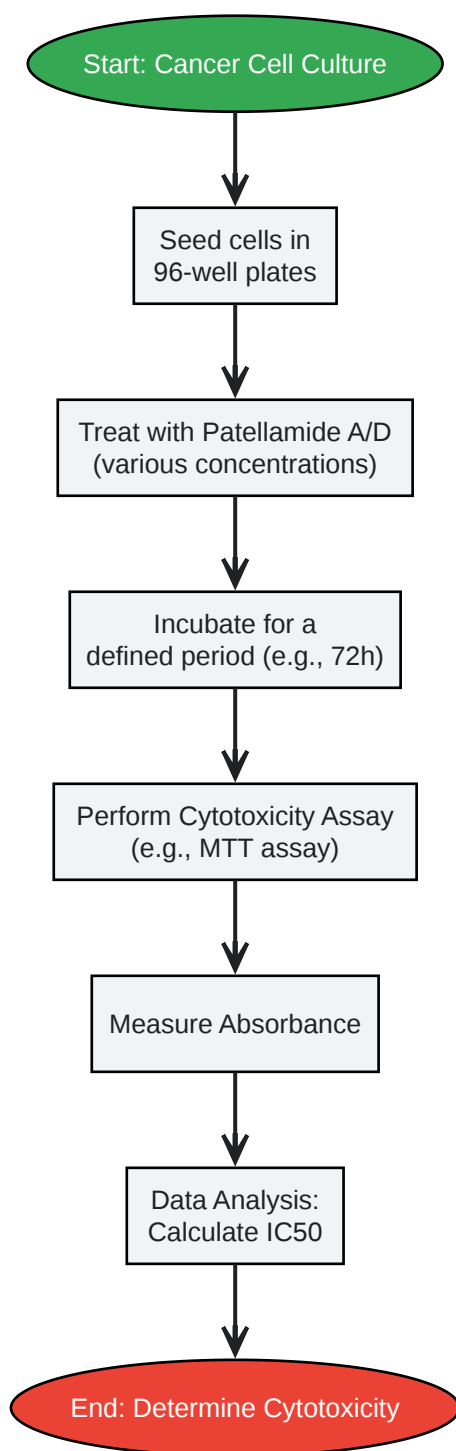 Start: Cancer Cell Culture
Seed cells in
96-well plates
Treat with Patellamide A/D
(various concentrations)
Incubate for a
defined period (e.g., 72h)
Perform Cytotoxicity Assay
(e.g., MTT assay)
Measure Absorbance
Data Analysis:
Calculate IC50
End: Determine Cytotoxicity